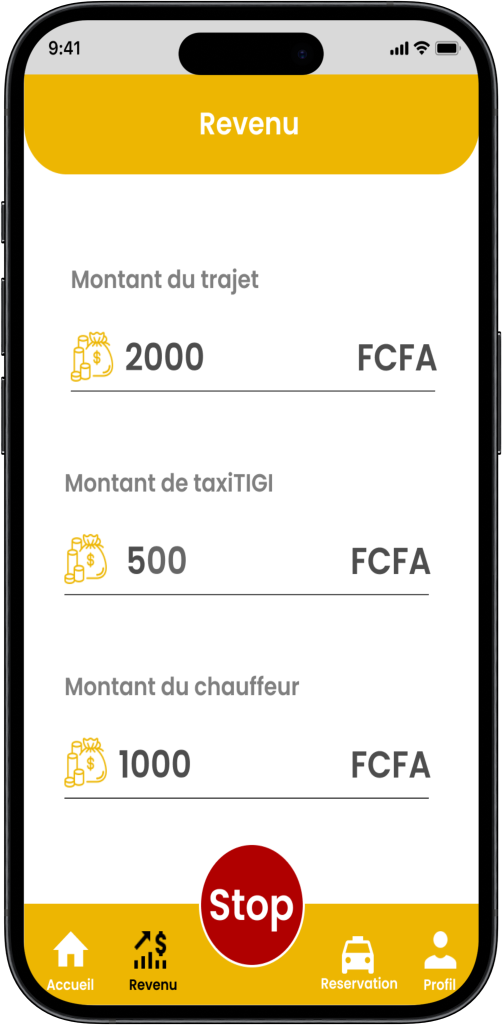 9:41
Revenu
Montant du trajet
2000 FCFA
Montant de taxiTIGI
500 FCFA
Montant du chauffeur
1000 FCFA
Stop
Accueil Revenu Reservation Profil